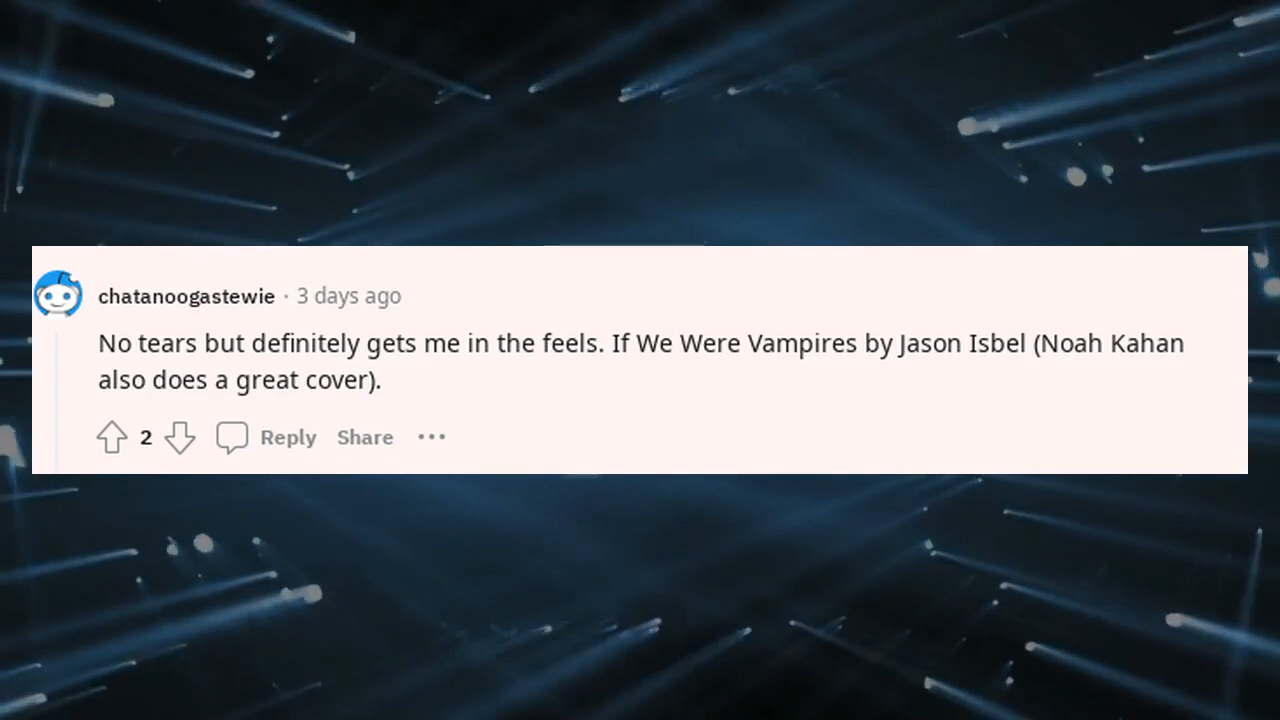 chatanoogastewie · 3 days ago
No tears but definitely gets me in the feels. If We Were Vampires by Jason Isbel (Noah Kahan
also does a great cover).
2 Reply Share •••